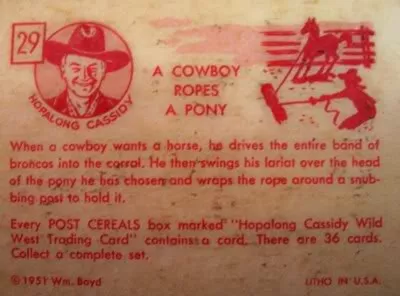 29
HOPALONG CASSIDY
A COWBOY
ROPES
A PONY
When a cowboy wants a horse, he drives the entire band of
broncos into the corral. He then swings his lariat over the head
of the pony he has chosen and wraps the rope around a snub-
bing post to hold it.
Every POST CEREALS box marked "Hopalong Cassidy Wild
West Trading Card" contains a card. There are 36 cards.
Collect a complete set.
© 1951 Wm. Boyd
LITHO IN U.S.A.